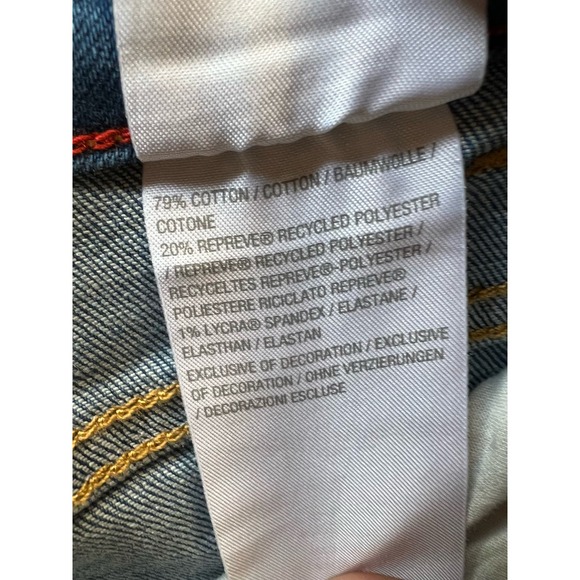 79% COTTON / COTTON / BAUMWOLLE /
COTONE
20% REPREVE® RECYCLED POLYESTER
/ REPREVE® RECYCLED POLYESTER /
RECYCELTES REPREVE®-POLYESTER /
POLIESTERE RICICLATO REPREVE®
1% LYCRA® SPANDEX / ELASTANE /
ELASTHAN / ELASTAN
EXCLUSIVE OF DECORATION / EXCLUSIVE
OF DECORATION / OHNE VERZIERUNGEN
/ DECORAZIONI ESCLUSE